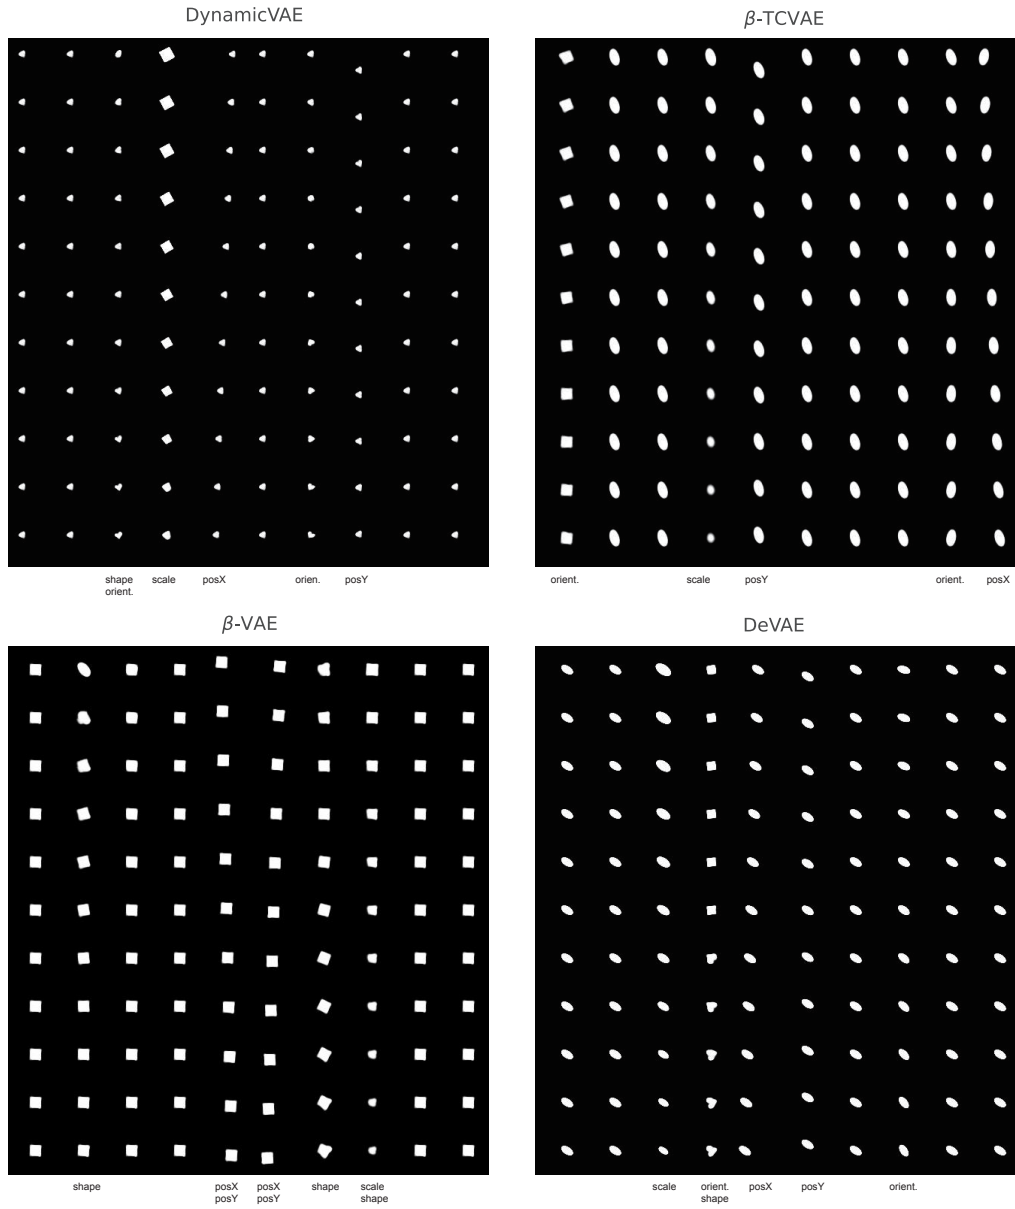 DynamicVAE
β-TCVAE
shape scale posX orien. posY
orient.
orient. scale posY orient. posX
β-VAE
DeVAE
shape posX posX shape scale
posY posY shape
scale orient. posX posY orient.
shape